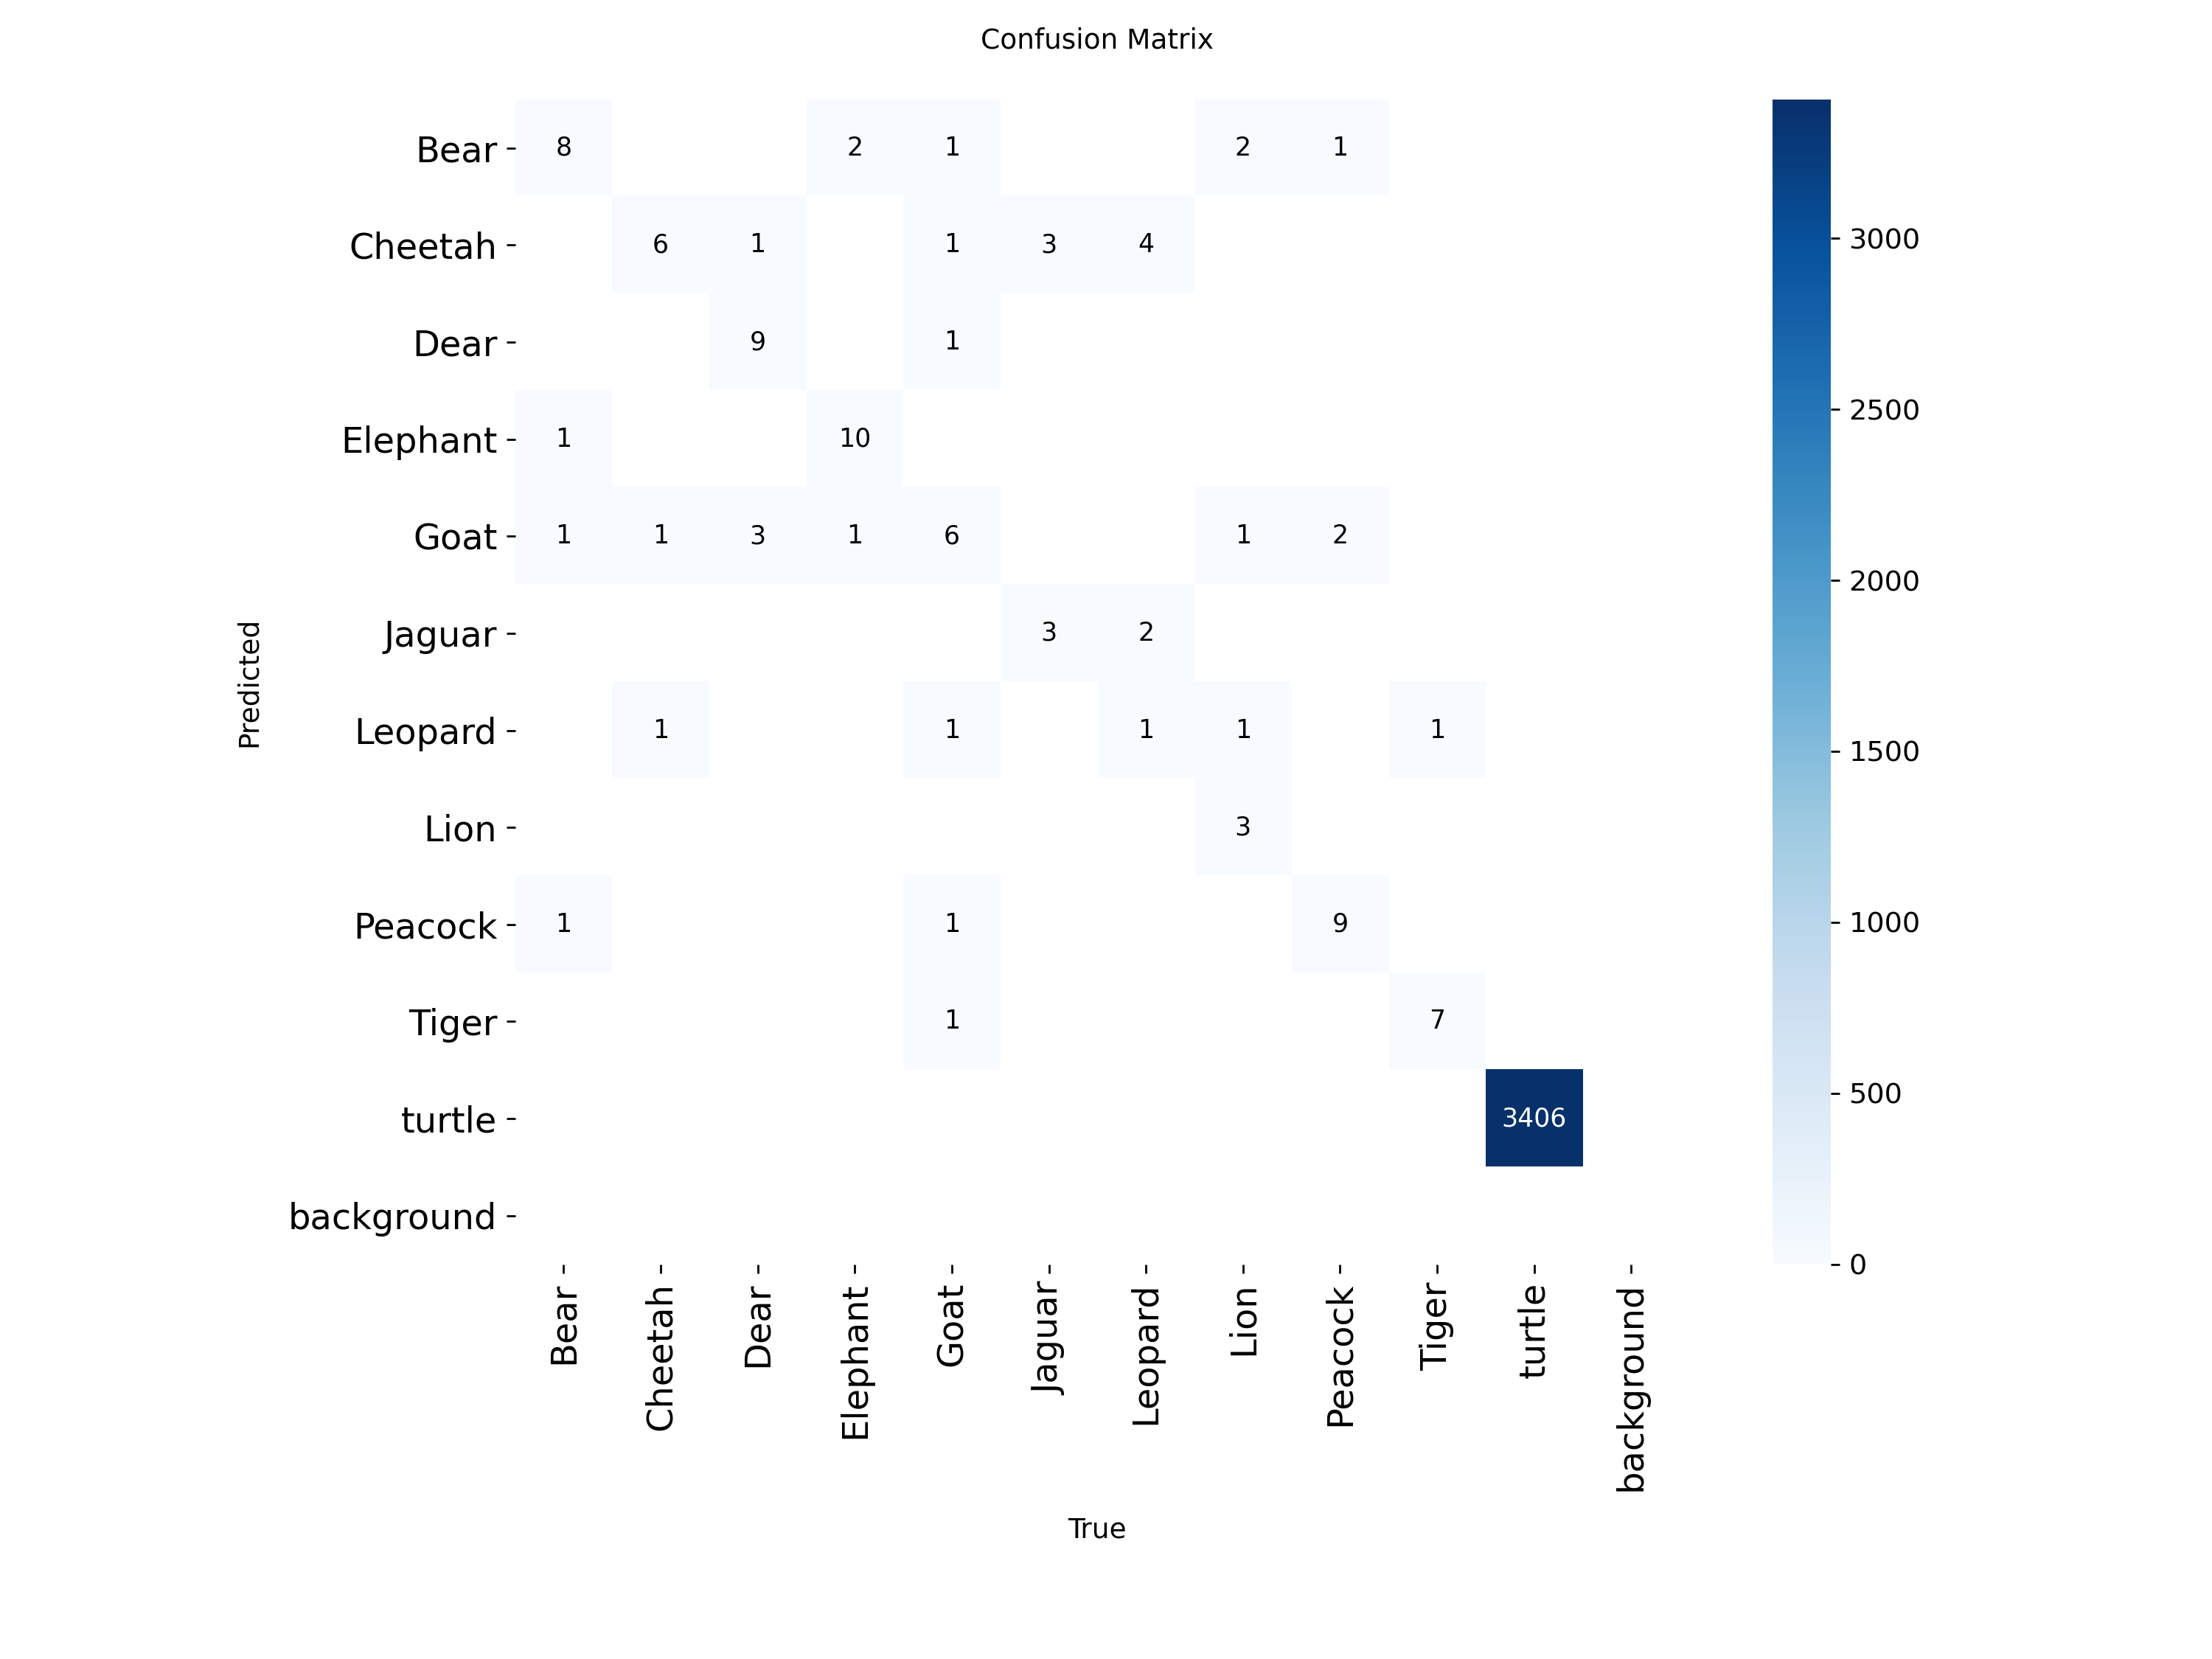 Confusion Matrix
Bear 8 2 1 2 1
Cheetah 6 1 1 3 4
Dear 9 1
Elephant 1 10
Goat 1 1 3 1 6 1 2
Jaguar 3 2
Leopard 1 1 1 1 1
Lion 3
Peacock 1 1 9
Tiger 1 7
turtle 3406
background
Predicted
Bear Cheetah Dear Elephant Goat Jaguar Leopard Lion Peacock Tiger turtle background
True
3000
2500
2000
1500
1000
500
0